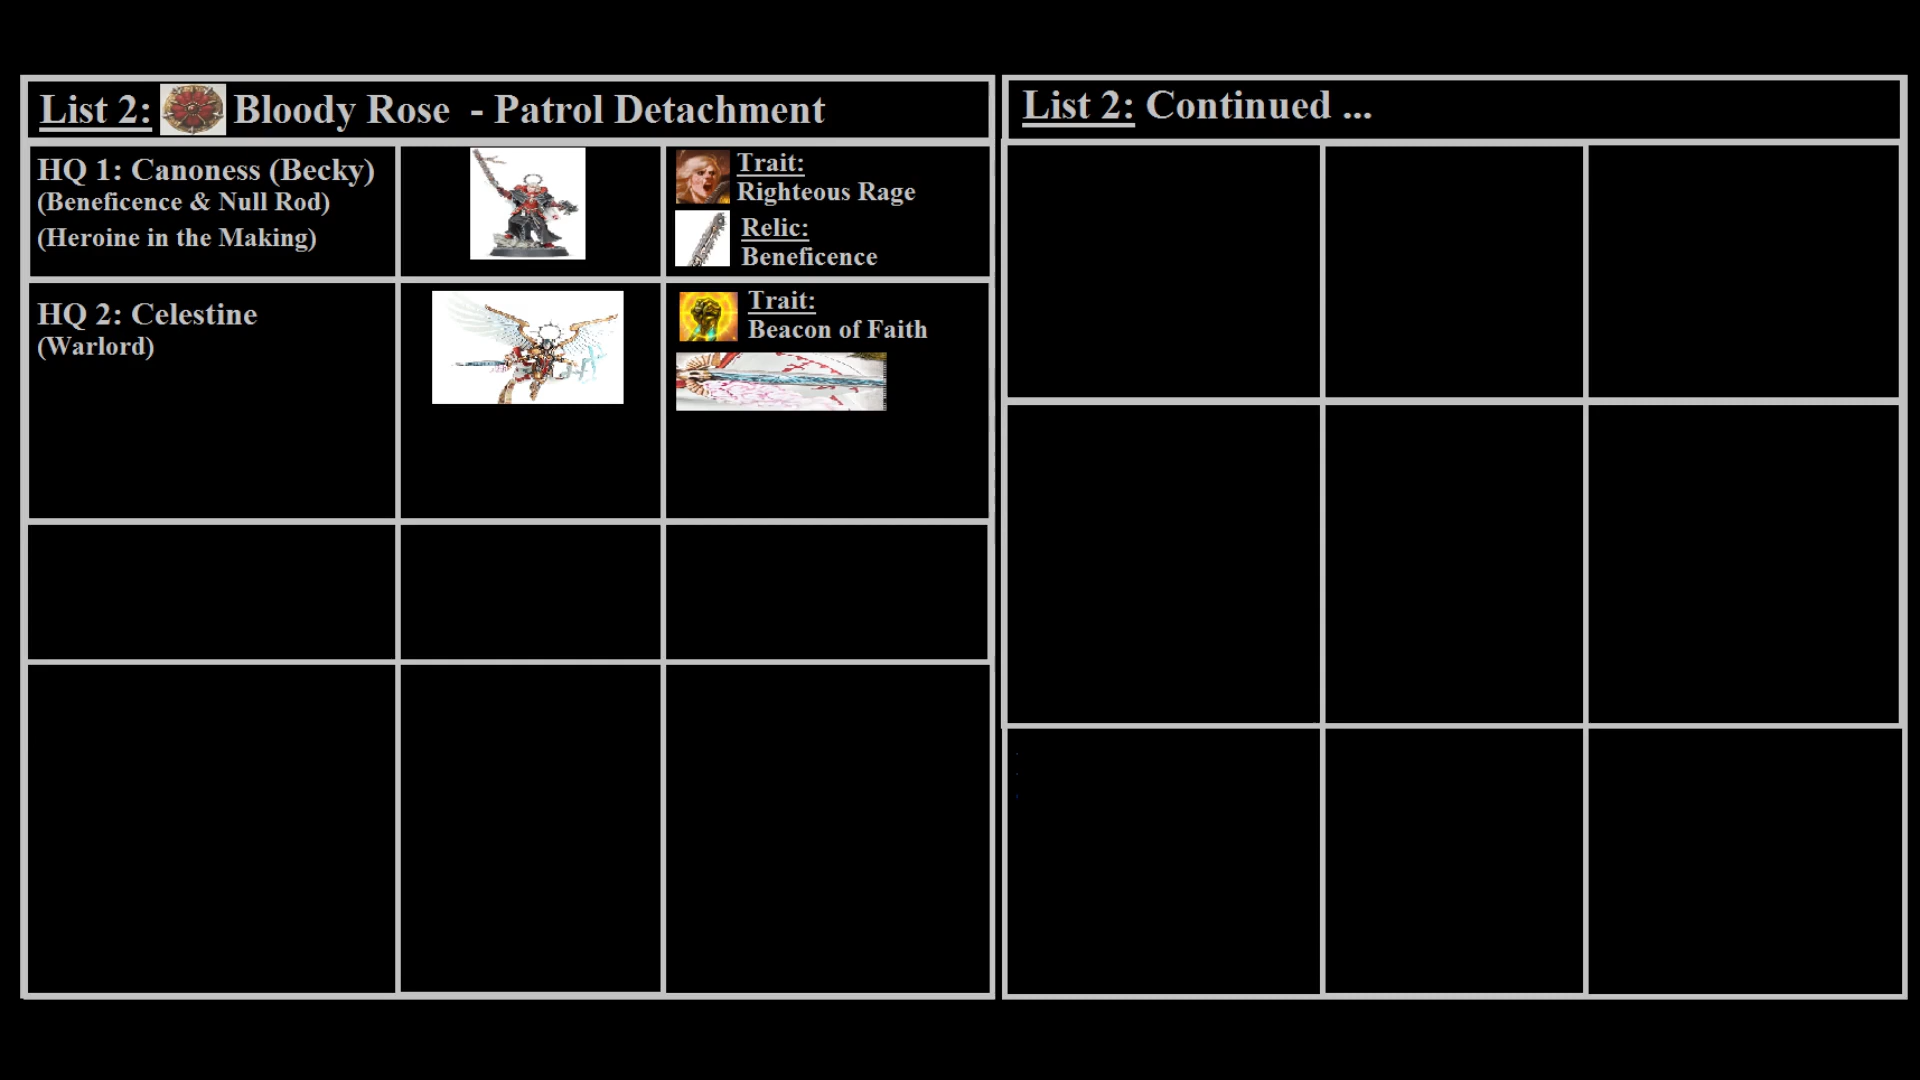 List 2: Bloody Rose - Patrol Detachment
HQ 1: Canoness (Becky)
(Beneficence & Null Rod)
(Heroine in the Making)
Trait:
Righteous Rage
Relic:
Beneficence
HQ 2: Celestine
(Warlord)
Trait:
Beacon of Faith
List 2: Continued ...